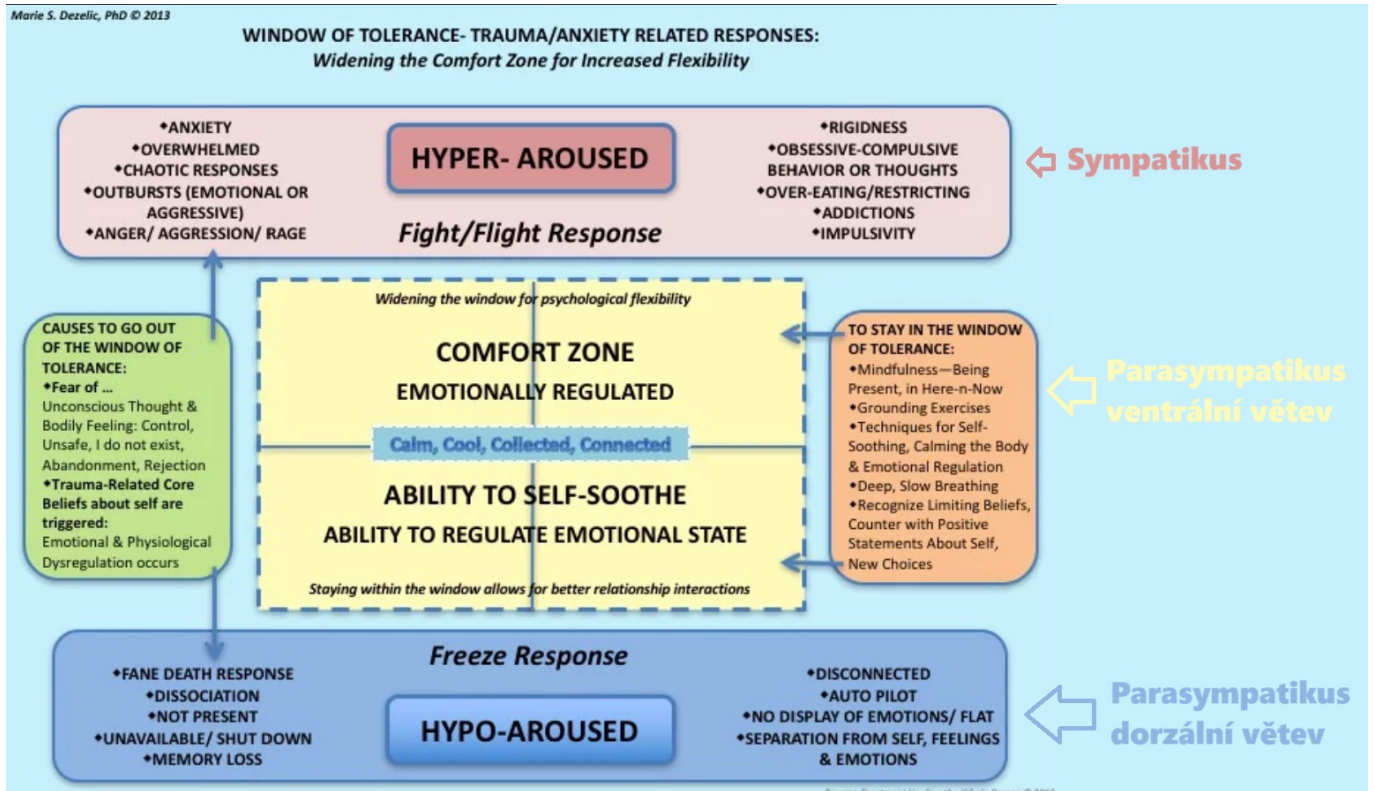 Marie S. Dezelic, PhD © 2013
WINDOW OF TOLERANCE- TRAUMA/ANXIETY RELATED RESPONSES:
Widening the Comfort Zone for Increased Flexibility
◆ANXIETY
◆OVERWHELMED
◆CHAOTIC RESPONSES
◆OUTBURSTS (EMOTIONAL OR
AGGRESSIVE)
◆ANGER/ AGGRESSION/ RAGE
HYPER- AROUSED
Fight/Flight Response
◆RIGIDNESS
◆OBSESSIVE-COMPULSIVE
BEHAVIOR OR THOUGHTS
◆OVER-EATING/RESTRICTING
◆ADDICTIONS
◆IMPULSIVITY
Sympatikus
CAUSES TO GO OUT
OF THE WINDOW OF
TOLERANCE:
◆Fear of ...
Unconscious Thought &
Bodily Feeling: Control,
Unsafe, I do not exist,
Abandonment, Rejection
◆Trauma-Related Core
Beliefs about self are
triggered:
Emotional & Physiological
Dysregulation occurs
Widening the window for psychological flexibility
COMFORT ZONE
EMOTIONALLY REGULATED
Calm, Cool, Collected, Connected
ABILITY TO SELF-SOOTHE
ABILITY TO REGULATE EMOTIONAL STATE
Staying within the window allows for better relationship interactions
TO STAY IN THE WINDOW
OF TOLERANCE:
◆Mindfulness—Being
Present, in Here-n-Now
◆Grounding Exercises
◆Techniques for Self-
Soothing, Calming the Body
& Emotional Regulation
◆Deep, Slow Breathing
◆Recognize Limiting Beliefs,
Counter with Positive
Statements About Self,
New Choices
Parasympatikus
ventrální větev
Freeze Response
◆FANE DEATH RESPONSE
◆DISSOCIATION
◆NOT PRESENT
◆UNAVAILABLE/ SHUT DOWN
◆MEMORY LOSS
HYPO-AROUSED
◆DISCONNECTED
◆AUTO PILOT
◆NO DISPLAY OF EMOTIONS/ FLAT
◆SEPARATION FROM SELF, FEELINGS
& EMOTIONS
Parasympatikus
dorzální větev